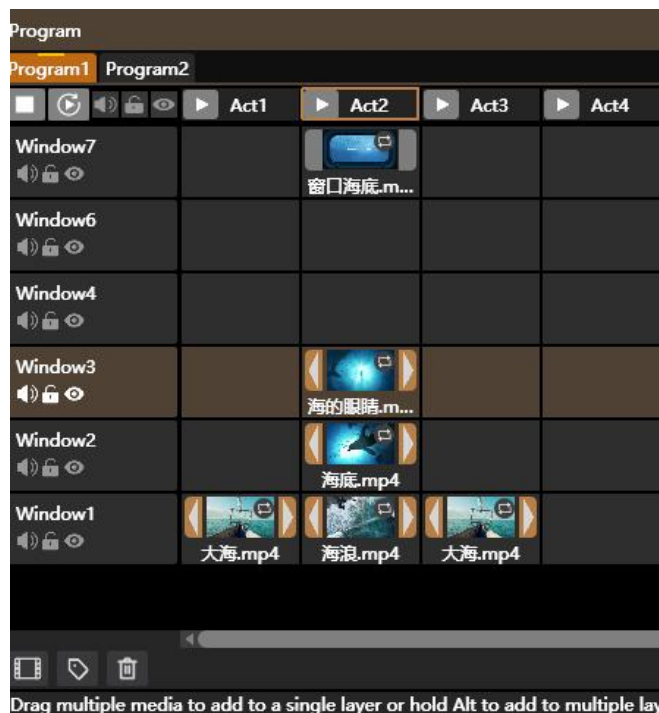 Program
Program1 Program2
Act1 Act2 Act3 Act4
Window7
窗口海底.m...
Window6
Window4
Window3
海的眼睛.m...
Window2
海底.mp4
Window1
大海.mp4 海浪.mp4 大海.mp4
Drag multiple media to add to a single layer or hold Alt to add to multiple lay